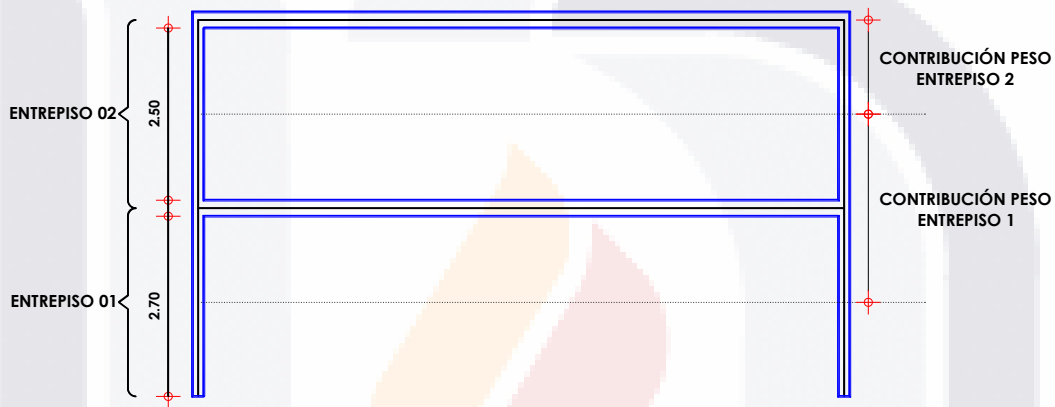 CONTRIBUCIÓN PESO
ENTREPISO 2
ENTREPISO 02
2.50
CONTRIBUCIÓN PESO
ENTREPISO 1
ENTREPISO 01
2.70